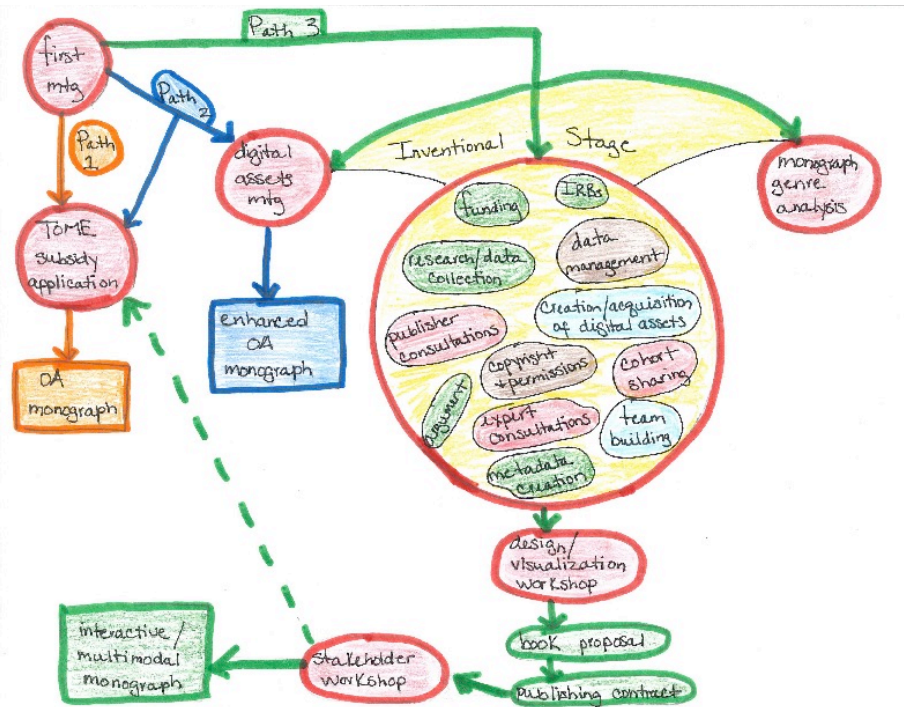 Path 3
first
mtg
Path
2
Path
1
digital
assets
mtg
Inventional Stage
monograph
genre
analysis
TOME
subsidy
application
funding
IRBs
research/data
collection
data
management
enhanced
OA
monograph
publisher
consultations
creation/acquisition
of digital assets
copyright
+ permissions
cohort
sharing
OA
monograph
argument
expert
consultations
team
building
metadata
creation
design/
visualization
workshop
interactive/
multimodal
monograph
stakeholder
workshop
book proposal
publishing contract